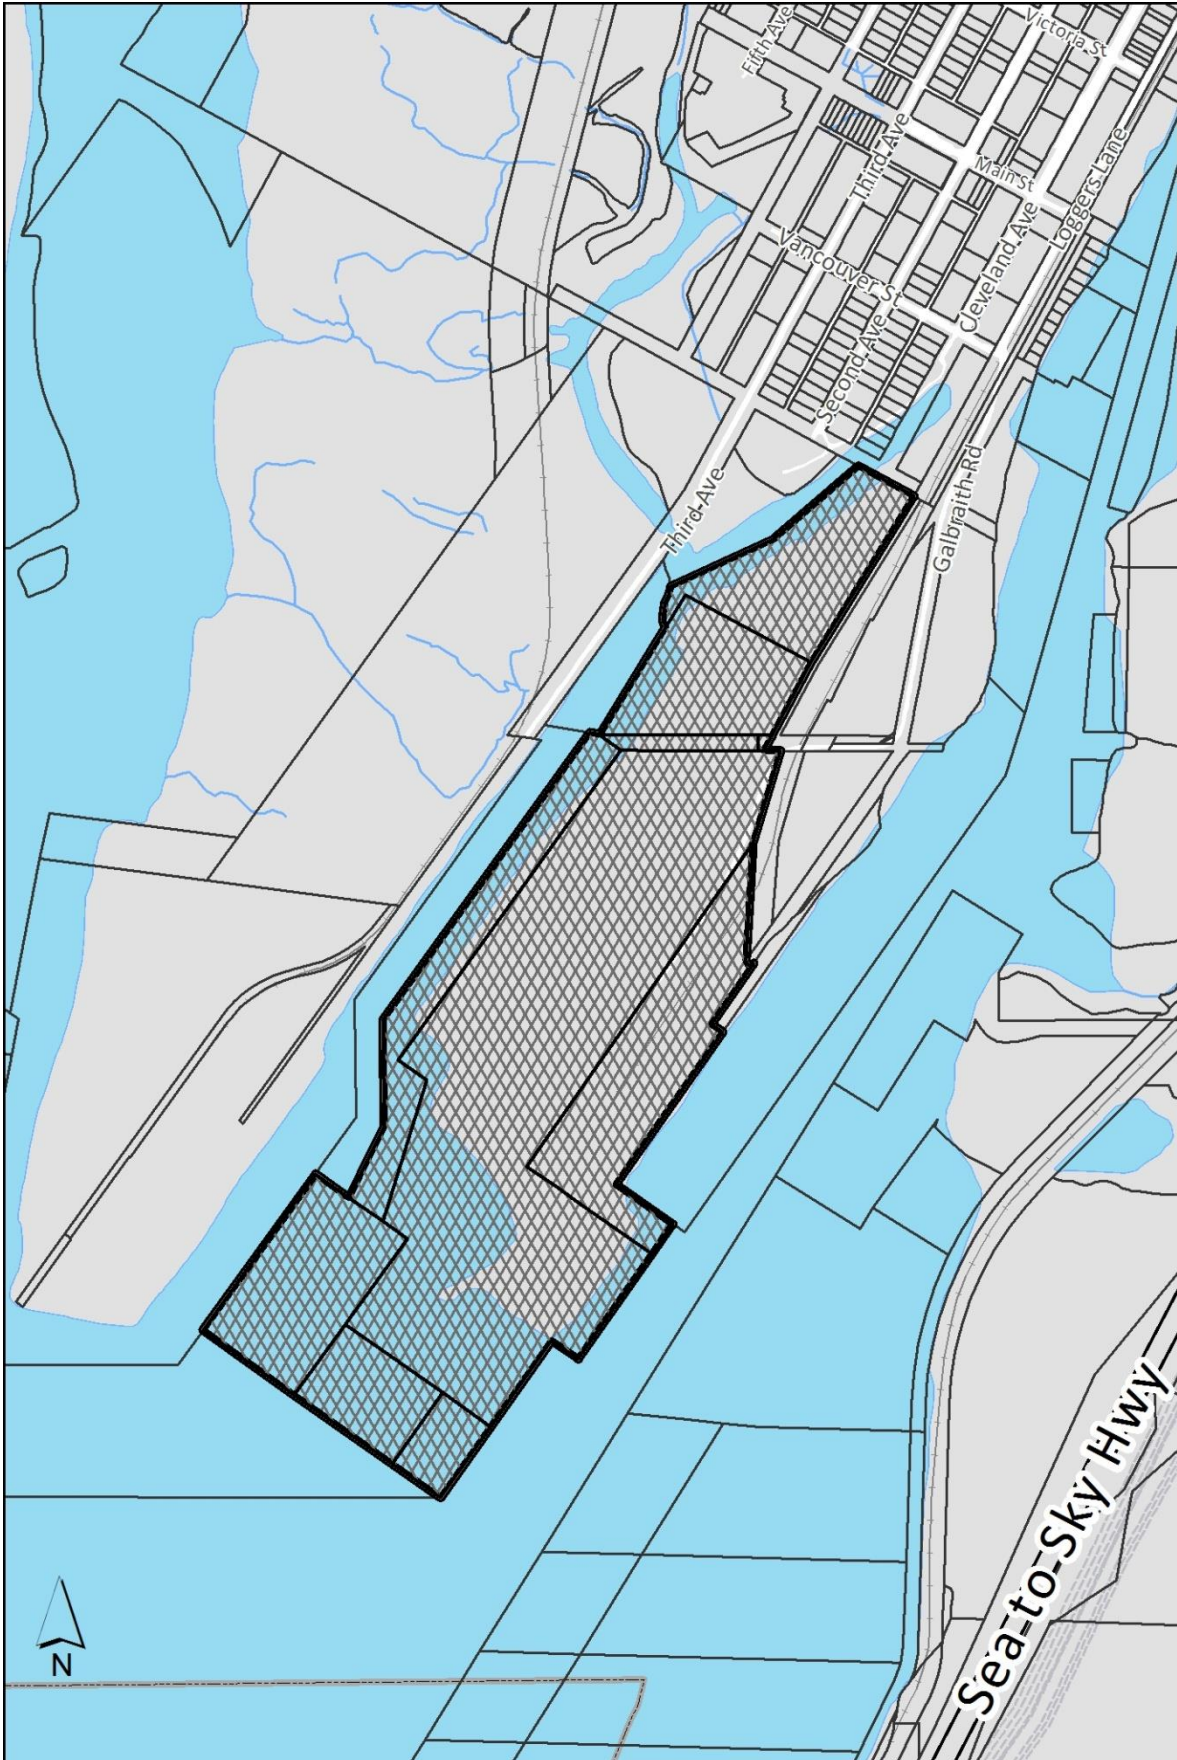 Victoria St
Fifth Ave
Third Ave
Main St
Loggers Lane
Cleveland Ave
Vancouver St
Second Ave
Third Ave
Galbraith Rd
Sea to Sky Hwy
N